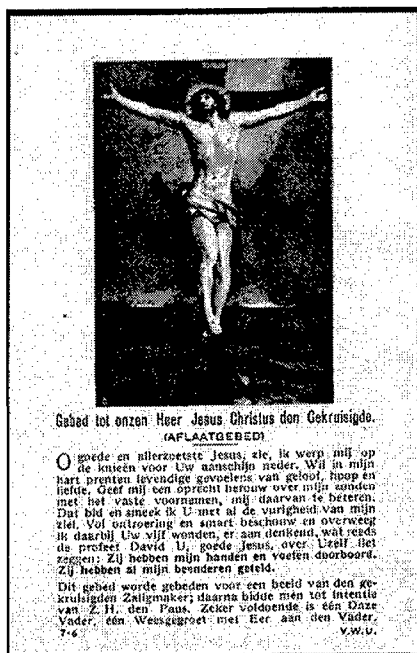 Gebed tot onzen Heer Jesus Christus den Gekruisigde.
(AFLAATGEBED)
O goede en allerzoetste Jesus, zie, ik werp mij op
de knieën voor Uw aanschijn neder. Wil in mijn
hart prenten levendige gevoelens van geloof, hoop en
liefde. Geef mij een oprecht berouw over mijn zonden
met het vaste voornemen, mij daarvan te beteren.
Dat bid en smeek ik U met al de vurigheid van mijn
ziel. Vol ontroering en smart beschouw en overweeg
ik daarbij Uw vijf wonden, er aan denkend, wat reeds
de profeet David U, goede Jesus, over Uzelf liet
zeggen: Zij hebben mijn handen en voeten doorboord.
Zij hebben al mijn beenderen geteld.
Dit gebed worde gebeden voor een beeld van den ge-
kruisigden Zaligmaker; daarna bidde men tot intentie
van Z. H. den Paus. Zeker voldoende is één Onze
Vader, één Weesgegroet met Eer aan den Vader.
7-6 V.W.U.